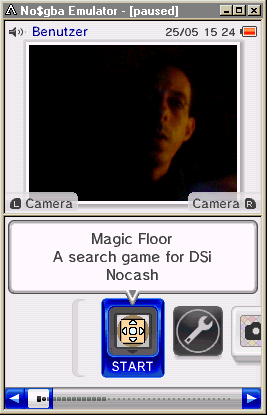 No$gba Emulator - [paused]
Benutzer 25/05 15 24
L Camera Camera R
Magic Floor
A search game for DSi
Nocash
START